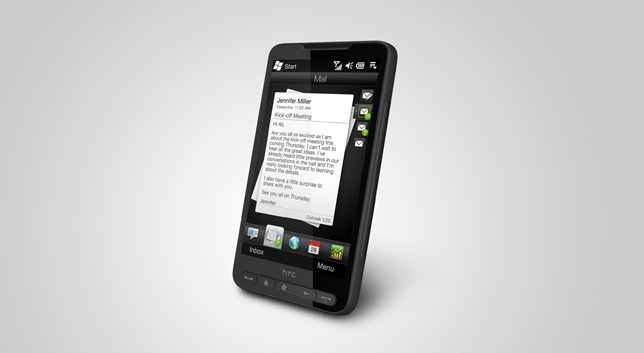 Start
Mail
Jennifer Miller
Yesterday 11:02 AM
Kick-off Meeting
Hi All,
Are you all as excited as I am
about the kick-off meeting this
coming Thursday. I can't wait to
hear all the great ideas. I've
already heard little previews in our
conversations in the hall and I'm
really looking forward to learning
about the details.
I also have a little surprise to
share with you.
See you all on Thursday.
Jennifer
Outlook 1/20
28
Inbox
Menu
hTC